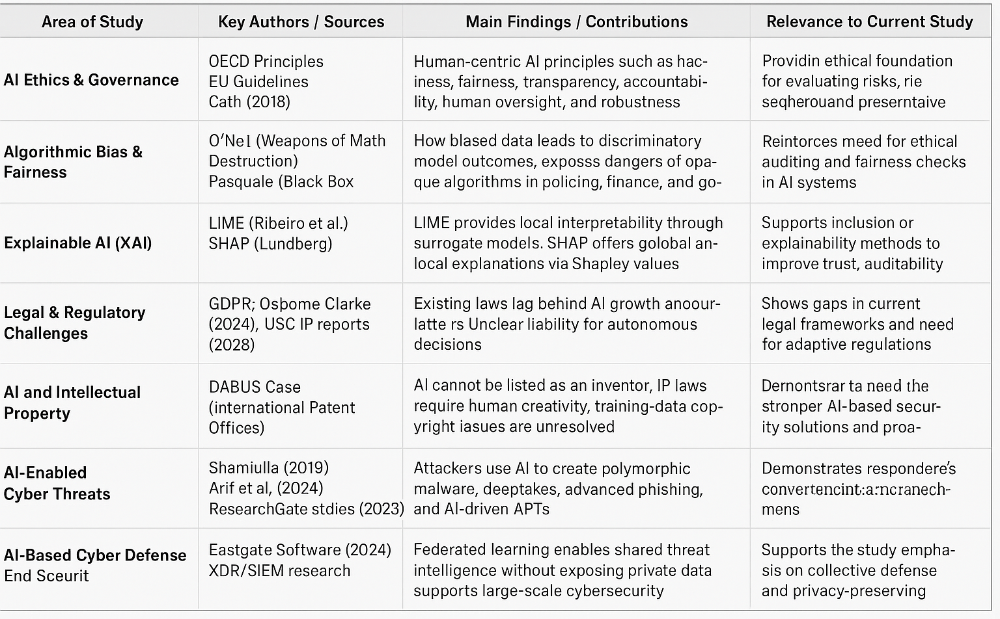 Area of Study
Key Authors / Sources
Main Findings / Contributions
Relevance to Current Study
AI Ethics & Governance
OECD Principles
EU Guidelines
Cath (2018)
Human-centric AI principles such as hac-
iness, fairness, transparency, accountabi-
lity, human oversight, and robustness
Providin ethical foundation
for evaluating risks, rie
seqherouand preserntaive
Algorithmic Bias &
Fairness
O’Nel (Weapons of Math
Destruction)
Pasquale (Black Box
How blased data leads to discriminatory
model outcomes, exposss dangers of opa-
que algorithms in policing, finance, and go-
Reintorces meed for ethical
auditing and fairness checks
in AI systems
Explainable AI (XAI)
LIME (Ribeiro et al.)
SHAP (Lundberg)
LIME provides local interpretability through
surrogate models. SHAP offers golobal an-
local explanations via Shapley values
Supports inclusion or
explainability methods to
improve trust, auditability
Legal & Regulatory
Challenges
GDPR; Osbome Clarke
(2024), USC IP reports
(2028)
Existing laws lag behind AI growth anoour-
latte rs Unclear liability for autonomous
decisions
Shows gaps in current
legal frameworks and need
for adaptive regulations
AI and Intellectual
Property
DABUS Case
(international Patent
Offices)
AI cannot be listed as an inventor, IP laws
require human creativity, training-data cop-
yright iasues are unresolved
Dernontsrar ta need the
stronper AI-based secur-
ity solutions and proa-
AI-Enabled
Cyber Threats
Shamiulla (2019)
Arif et al, (2024)
ResearchGate stdies (2023)
Attackers use AI to create polymorphic
malware, deeptakes, advanced phishing,
and AI-driven APTs
Demonstrates respondere’s
mens
AI-Based Cyber Defense
End Sceurit
Eastgate Software (2024)
XDR/SIEM research
Federated learning enables shared threat
intelligence without exposing private data
supports large-scale cybersecurity
Supports the study empha-
sis on collective defense
and privacy-preserving